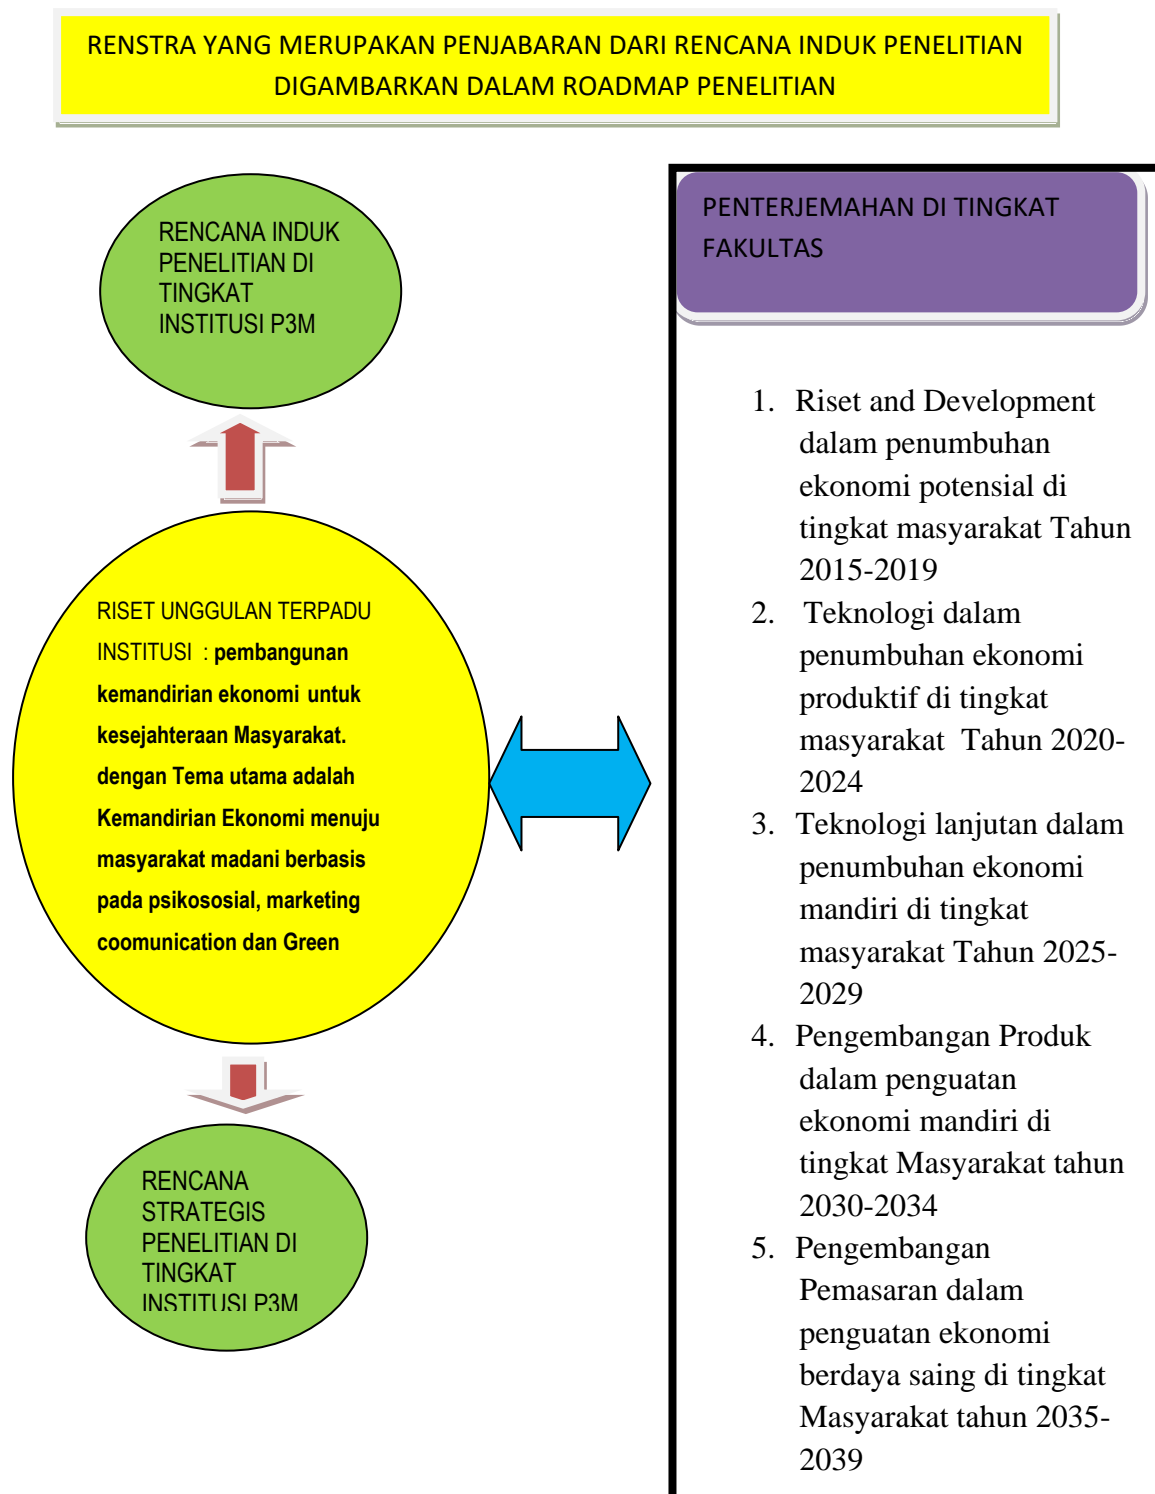 RENSTRA YANG MERUPAKAN PENJABARAN DARI RENCANA INDUK PENELITIAN
DIGAMBARKAN DALAM ROADMAP PENELITIAN
RENCANA INDUK
PENELITIAN DI
TINGKAT
INSTITUSI P3M
RISET UNGGULAN TERPADU
INSTITUSI : pembangunan
kemandirian ekonomi untuk
kesejahteraan Masyarakat.
dengan Tema utama adalah
Kemandirian Ekonomi menuju
masyarakat madani berbasis
pada psikososial, marketing
coomunication dan Green
RENCANA
STRATEGIS
PENELITIAN DI
TINGKAT
INSTITUSI P3M
PENTERJEMAHAN DI TINGKAT
FAKULTAS
1. Riset and Development
dalam penumbuhan
ekonomi potensial di
tingkat masyarakat Tahun
2015-2019
2. Teknologi dalam
penumbuhan ekonomi
produktif di tingkat
masyarakat Tahun 2020-
2024
3. Teknologi lanjutan dalam
penumbuhan ekonomi
mandiri di tingkat
masyarakat Tahun 2025-
2029
4. Pengembangan Produk
dalam penguatan
ekonomi mandiri di
tingkat Masyarakat tahun
2030-2034
5. Pengembangan
Pemasaran dalam
penguatan ekonomi
berdaya saing di tingkat
Masyarakat tahun 2035-
2039